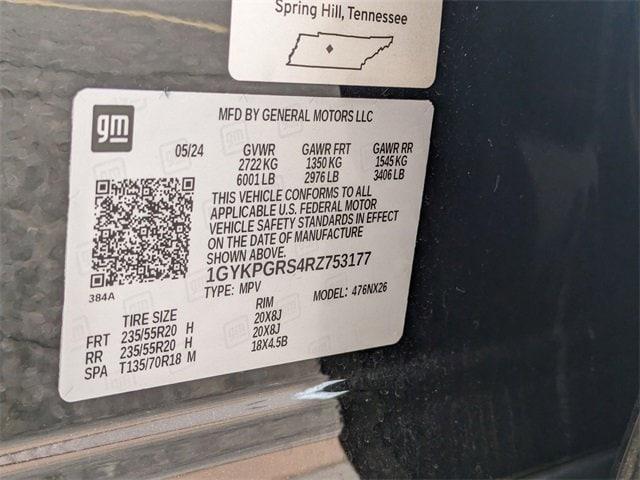 Spring Hill, Tennessee
gm
MFD BY GENERAL MOTORS LLC
05/24 GVWR GAWR FRT GAWR RR
2722 KG 1350 KG 1545 KG
6001 LB 2976 LB 3406 LB
THIS VEHICLE CONFORMS TO ALL
APPLICABLE U.S. FEDERAL MOTOR
VEHICLE SAFETY STANDARDS IN EFFECT
ON THE DATE OF MANUFACTURE
SHOWN ABOVE.
1GYKPGRS4RZ753177
384A
TYPE: MPV MODEL: 476NX26
TIRE SIZE RIM
FRT 235/55R20 H 20X8J
RR 235/55R20 H 20X8J
SPA T135/70R18 M 18X4.5B